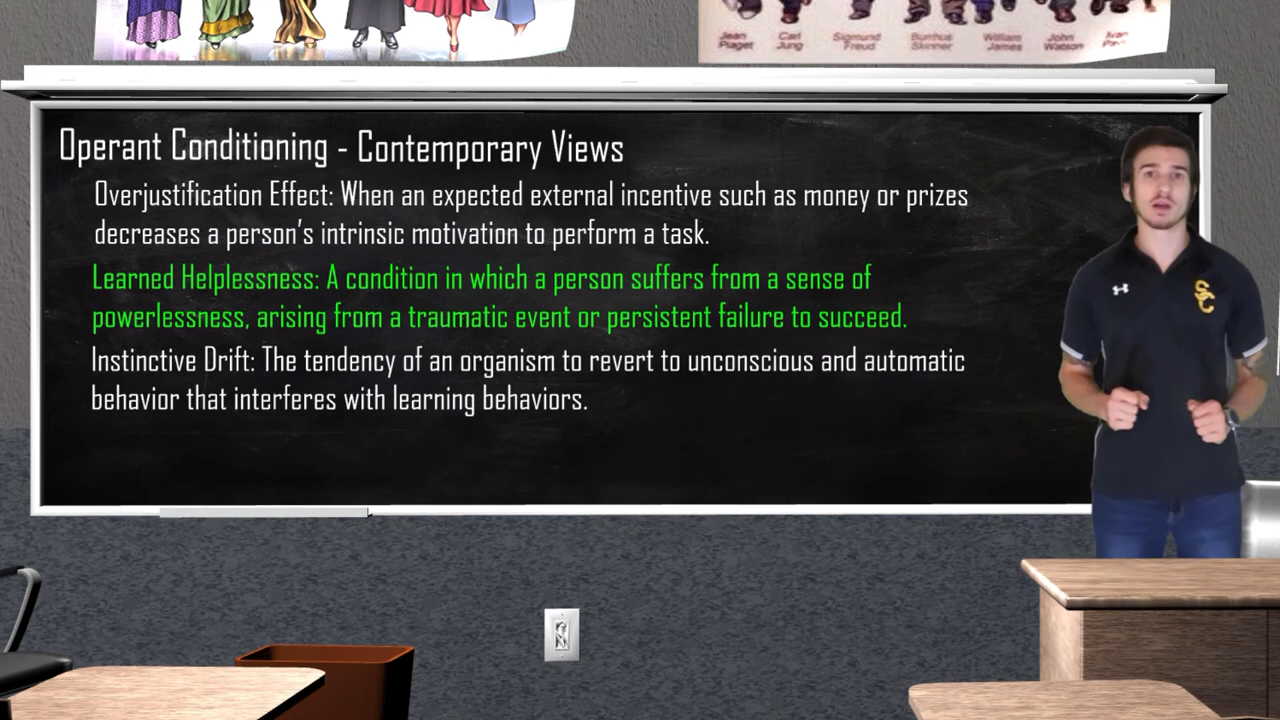 Jean Piaget
Carl Jung
Sigmund Freud
Burrhus Skinner
William James
John Watson
Ivan
Operant Conditioning - Contemporary Views
Overjustification Effect: When an expected external incentive such as money or prizes
decreases a person's intrinsic motivation to perform a task.
Learned Helplessness: A condition in which a person suffers from a sense of
powerlessness, arising from a traumatic event or persistent failure to succeed.
Instinctive Drift: The tendency of an organism to revert to unconscious and automatic
behavior that interferes with learning behaviors.
SC